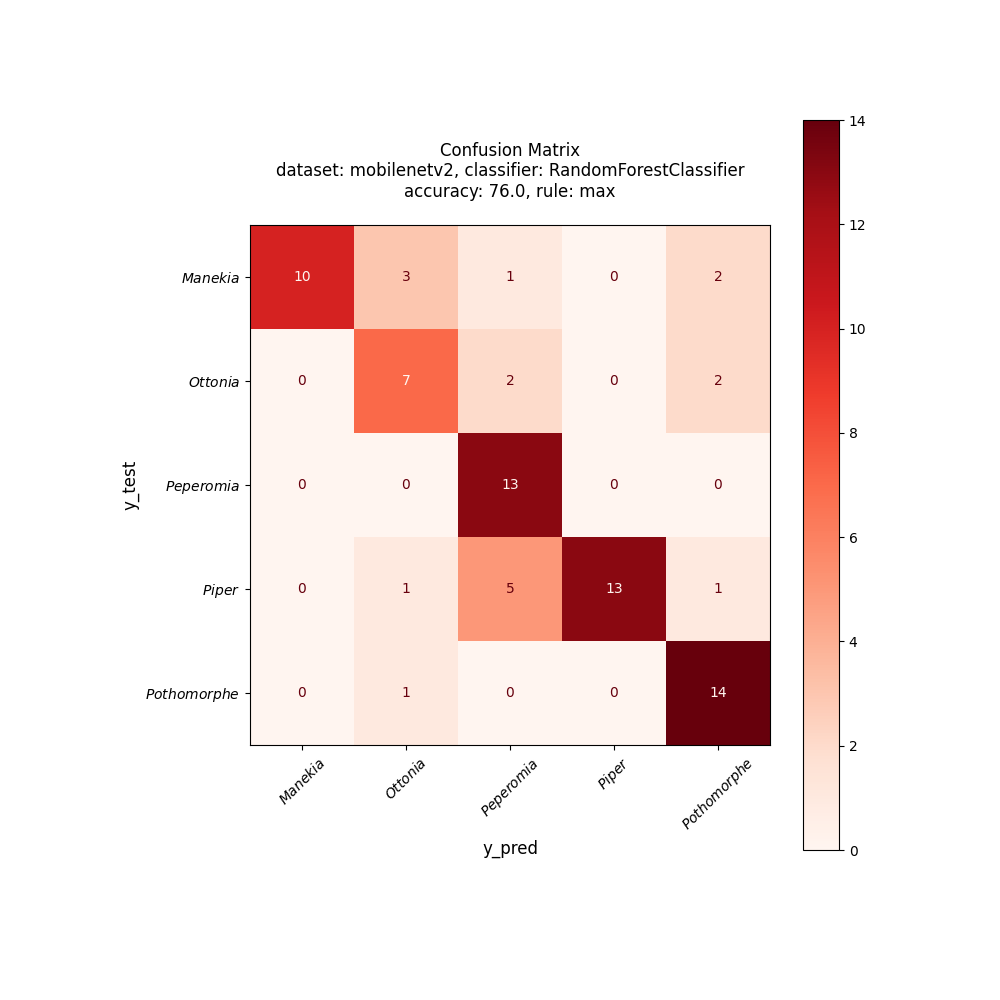 Confusion Matrix
dataset: mobilenetv2, classifier: RandomForestClassifier
accuracy: 76.0, rule: max
14
12
10
8
6
4
2
0
y_test
Manekia 10 3 1 0 2
Ottonia 0 7 2 0 2
Peperomia 0 0 13 0 0
Piper 0 1 5 13 1
Pothomorphe 0 1 0 0 14
Manekia Ottonia Peperomia Piper Pothomorphe
y_pred